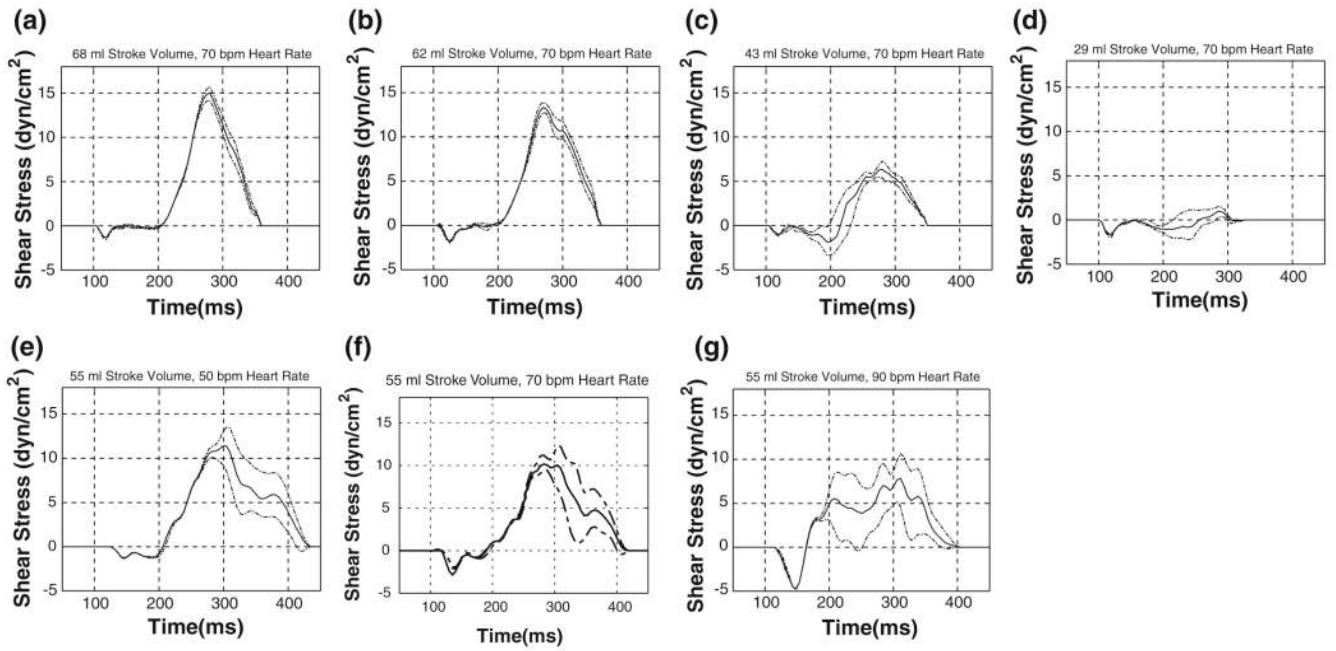 (a)
68 ml Stroke Volume, 70 bpm Heart Rate
Shear Stress (dyn/cm²)
15
10
5
0
-5
100 200 300 400
Time(ms)
(b)
62 ml Stroke Volume, 70 bpm Heart Rate
Shear Stress (dyn/cm²)
15
10
5
0
-5
100 200 300 400
Time(ms)
(c)
43 ml Stroke Volume, 70 bpm Heart Rate
Shear Stress (dyn/cm²)
15
10
5
0
-5
100 200 300 400
Time(ms)
(d)
29 ml Stroke Volume, 70 bpm Heart Rate
Shear Stress (dyn/cm²)
15
10
5
0
-5
100 200 300 400
Time(ms)
(e)
55 ml Stroke Volume, 50 bpm Heart Rate
Shear Stress (dyn/cm²)
15
10
5
0
-5
100 200 300 400
Time(ms)
(f)
55 ml Stroke Volume, 70 bpm Heart Rate
Shear Stress (dyn/cm²)
15
10
5
0
-5
100 200 300 400
Time(ms)
(g)
55 ml Stroke Volume, 90 bpm Heart Rate
Shear Stress (dyn/cm²)
15
10
5
0
-5
100 200 300 400
Time(ms)